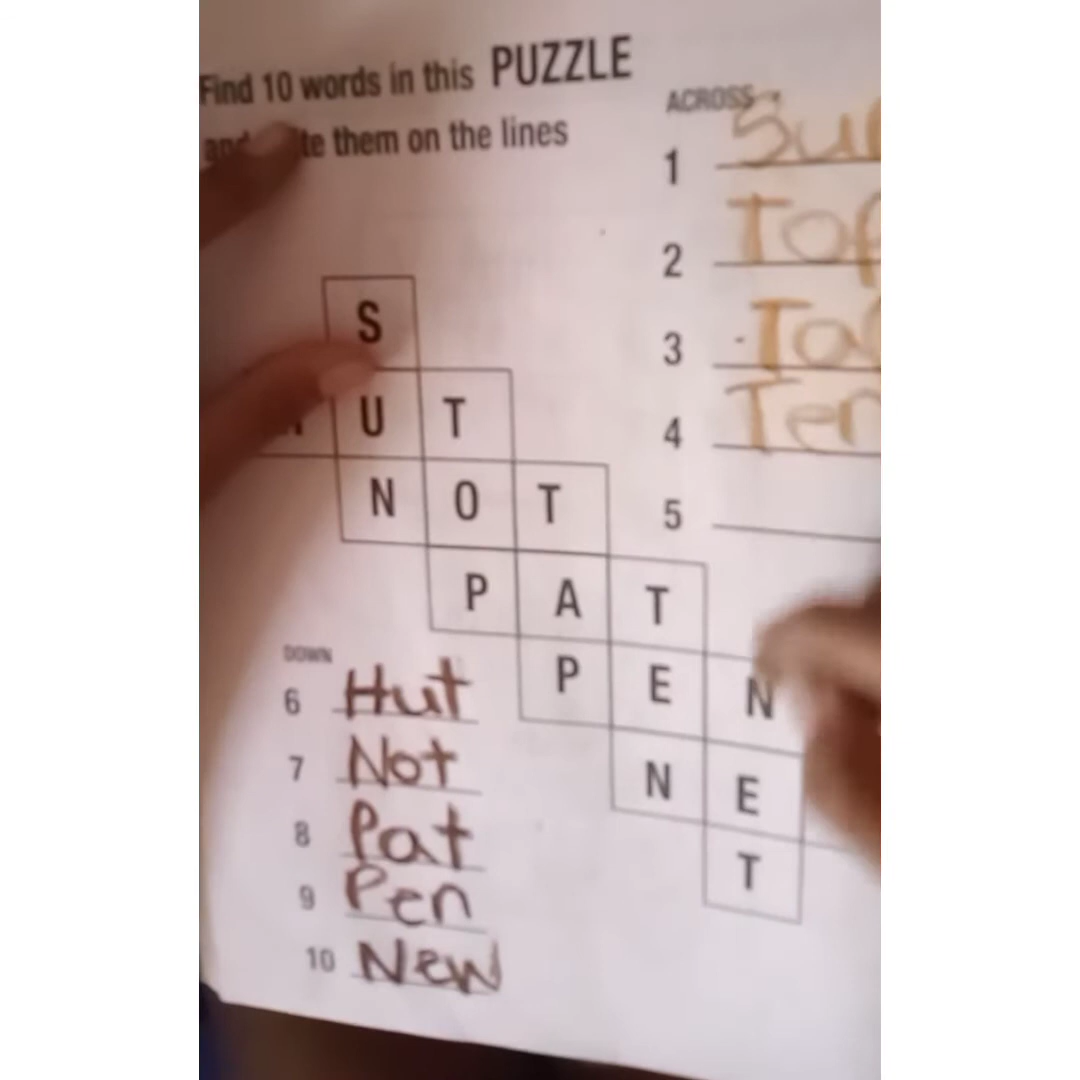 Find 10 words in this PUZZLE
them on the lines
ACROSS
1
2
3
4
5
S
U T
N O T
P A T
P E N
N E
T
DOWN
6 Hut
7 Not
8 Pat
9 Pen
10 New